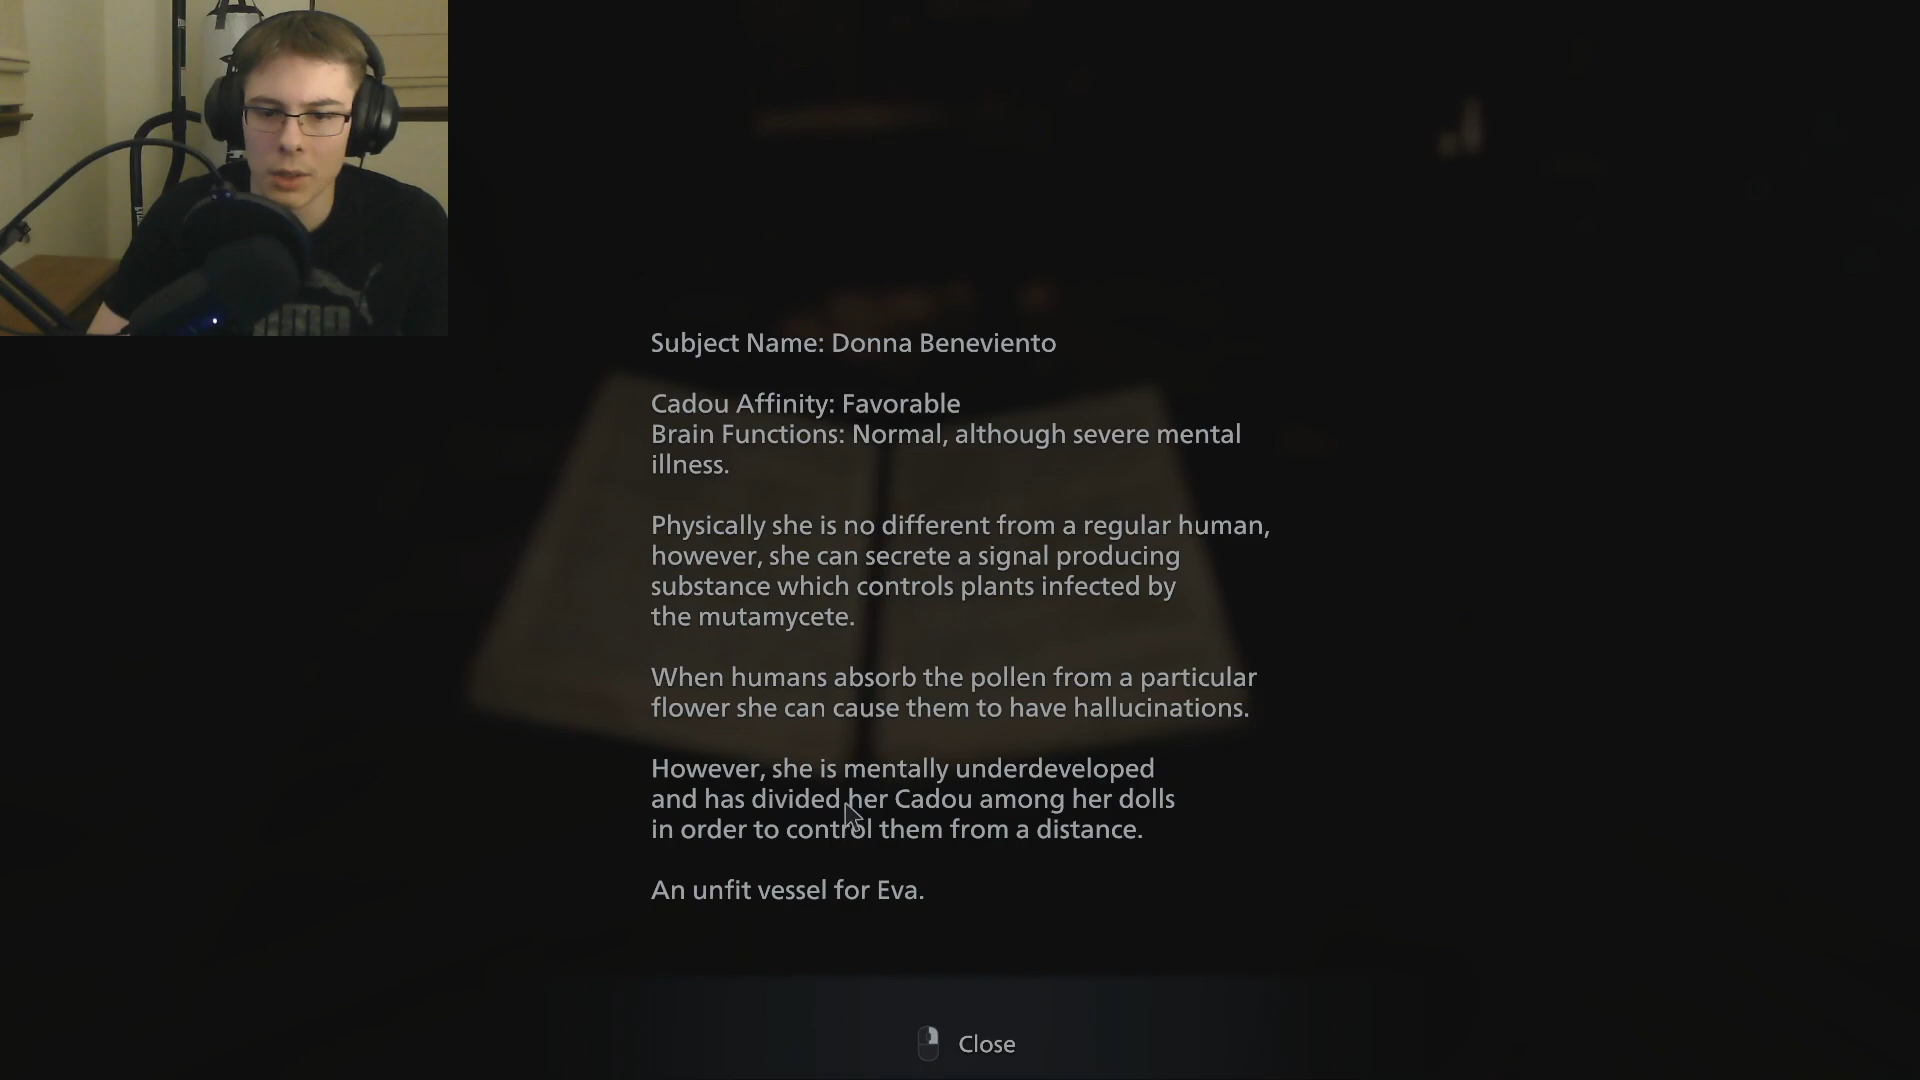 Subject Name: Donna Beneviento
Cadou Affinity: Favorable
Brain Functions: Normal, although severe mental
illness.
Physically she is no different from a regular human,
however, she can secrete a signal producing
substance which controls plants infected by
the mutamycete.
When humans absorb the pollen from a particular
flower she can cause them to have hallucinations.
However, she is mentally underdeveloped
and has divided her Cadou among her dolls
in order to control them from a distance.
An unfit vessel for Eva.
Close